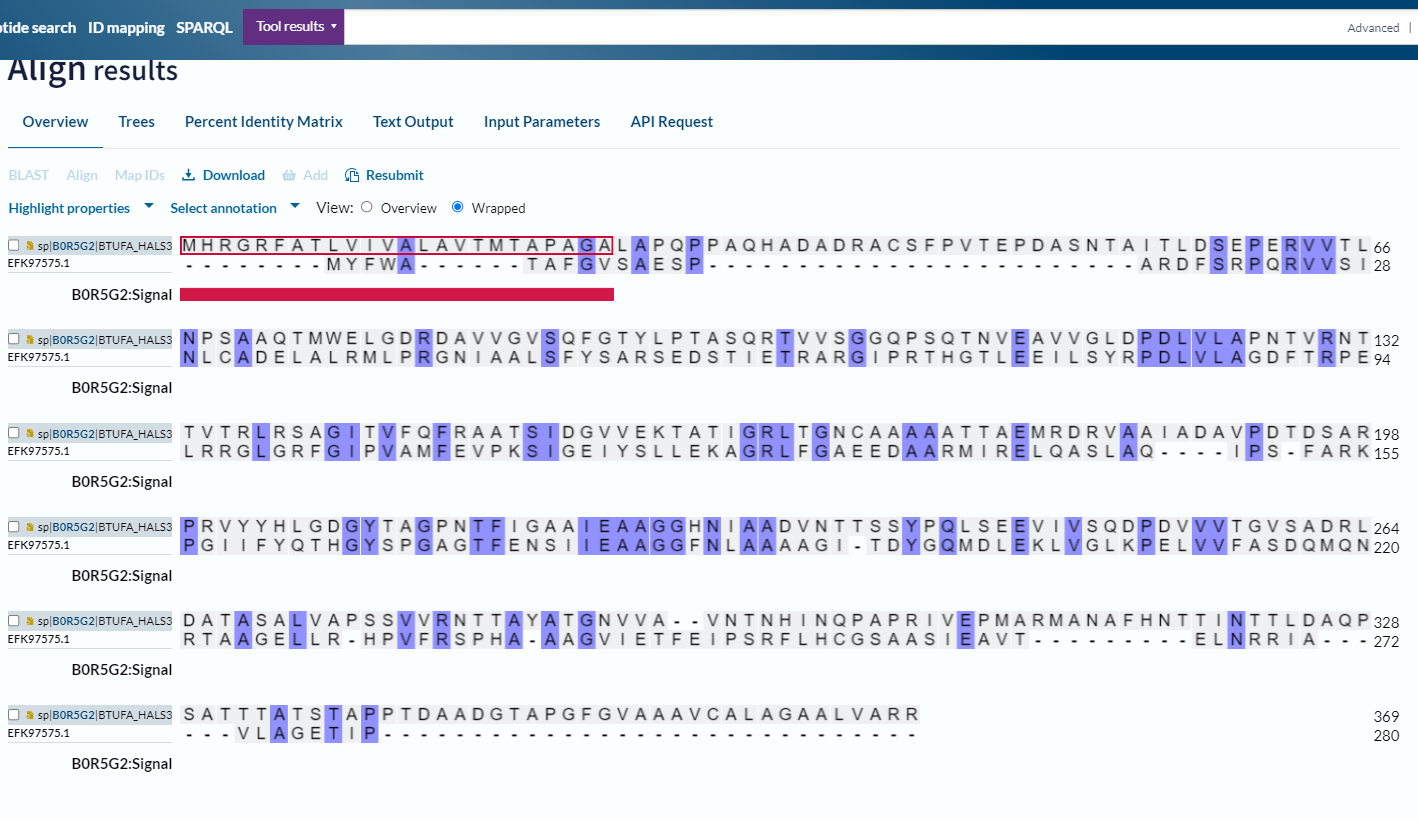 tide search ID mapping SPARQL Tool results Advanced |
Align results
Overview Trees Percent Identity Matrix Text Output Input Parameters API Request
BLAST Align Map IDs Download Add Resubmit
Highlight properties Select annotation View: Overview Wrapped
sp|B0R5G2|BTUFA_HALS3 MHRGRFATLVIVALAVTMTAPAGALAPQPPAQHADADRACSFPVTEPDASNTAITLDSEPERVVTL 66
EFK97575.1 --------MYFWA------TAFGVSAESP------------------------ARDFSRPQRVVSI 28
B0R5G2:Signal
sp|B0R5G2|BTUFA_HALS3 NPSAAQTMWELGDRDAVVGVSQFGTYLPTASQRTVVSGGQPSQTNVEAVVGLDPDLVLAPNTVRNT 132
EFK97575.1 NLCADELALRMLPRGNIAALSFYSARSEDSTIETRARGIPRTHGTLEEILSYRPDLVLAGDFTRPE 94
B0R5G2:Signal
sp|B0R5G2|BTUFA_HALS3 TVTRLRSAGITVFQFRAATSIDGVVEKTATIGRLTGNCAAAAATTAEMRDRVAAIADAVPDTDSAR 198
EFK97575.1 LRRGLGRFGIPVAMFEVPKSIGEIYSLLEKAGRLFGAEEDAARMIRELQASLAQ----IPS-FARK 155
B0R5G2:Signal
sp|B0R5G2|BTUFA_HALS3 PRVYYHLGDGYTAGPNTFIGAAIEAAGGHNIAADVNTTSSYPQLSEEVIVSQDPDVVVTGVSADRL 264
EFK97575.1 PGIIFYQTHGYSPGAGTFENSIIEAAGGFNLAAAAGI-TDYGQMDLEKLVGLKPELVVFASDQMQN 220
B0R5G2:Signal
sp|B0R5G2|BTUFA_HALS3 DATASALVAPSSVVRNTTAYATGNVVA--VNTNHINQPAPRIVEPMARMANAFHNTTINTTLDAQP 328
EFK97575.1 RTAAGELLR-HPVFRSPHA-AAGVIETFEIPSRFLHCGSAASIEAVT---------ELNRRIA--- 272
B0R5G2:Signal
sp|B0R5G2|BTUFA_HALS3 SATTTATSTAPPTDAADGTAPGFGVAAAVCALAGAALVARR 369
EFK97575.1 ---VLAGETIP------------------------------ 280
B0R5G2:Signal